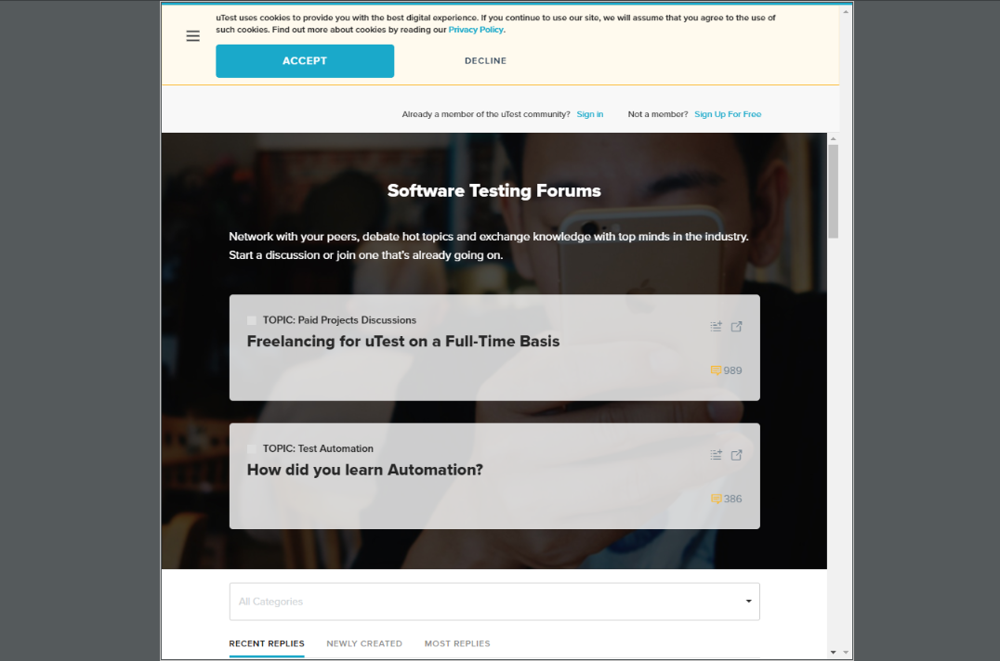 uTest uses cookies to provide you with the best digital experience. If you continue to use our site, we will assume that you agree to the use of
such cookies. Find out more about cookies by reading our Privacy Policy.
ACCEPT
DECLINE
Already a member of the uTest community? Sign in
Not a member? Sign Up For Free
Software Testing Forums
Network with your peers, debate hot topics and exchange knowledge with top minds in the industry.
Start a discussion or join one that's already going on.
TOPIC: Paid Projects Discussions
Freelancing for uTest on a Full-Time Basis
989
TOPIC: Test Automation
How did you learn Automation?
386
All Categories
RECENT REPLIES
NEWLY CREATED
MOST REPLIES